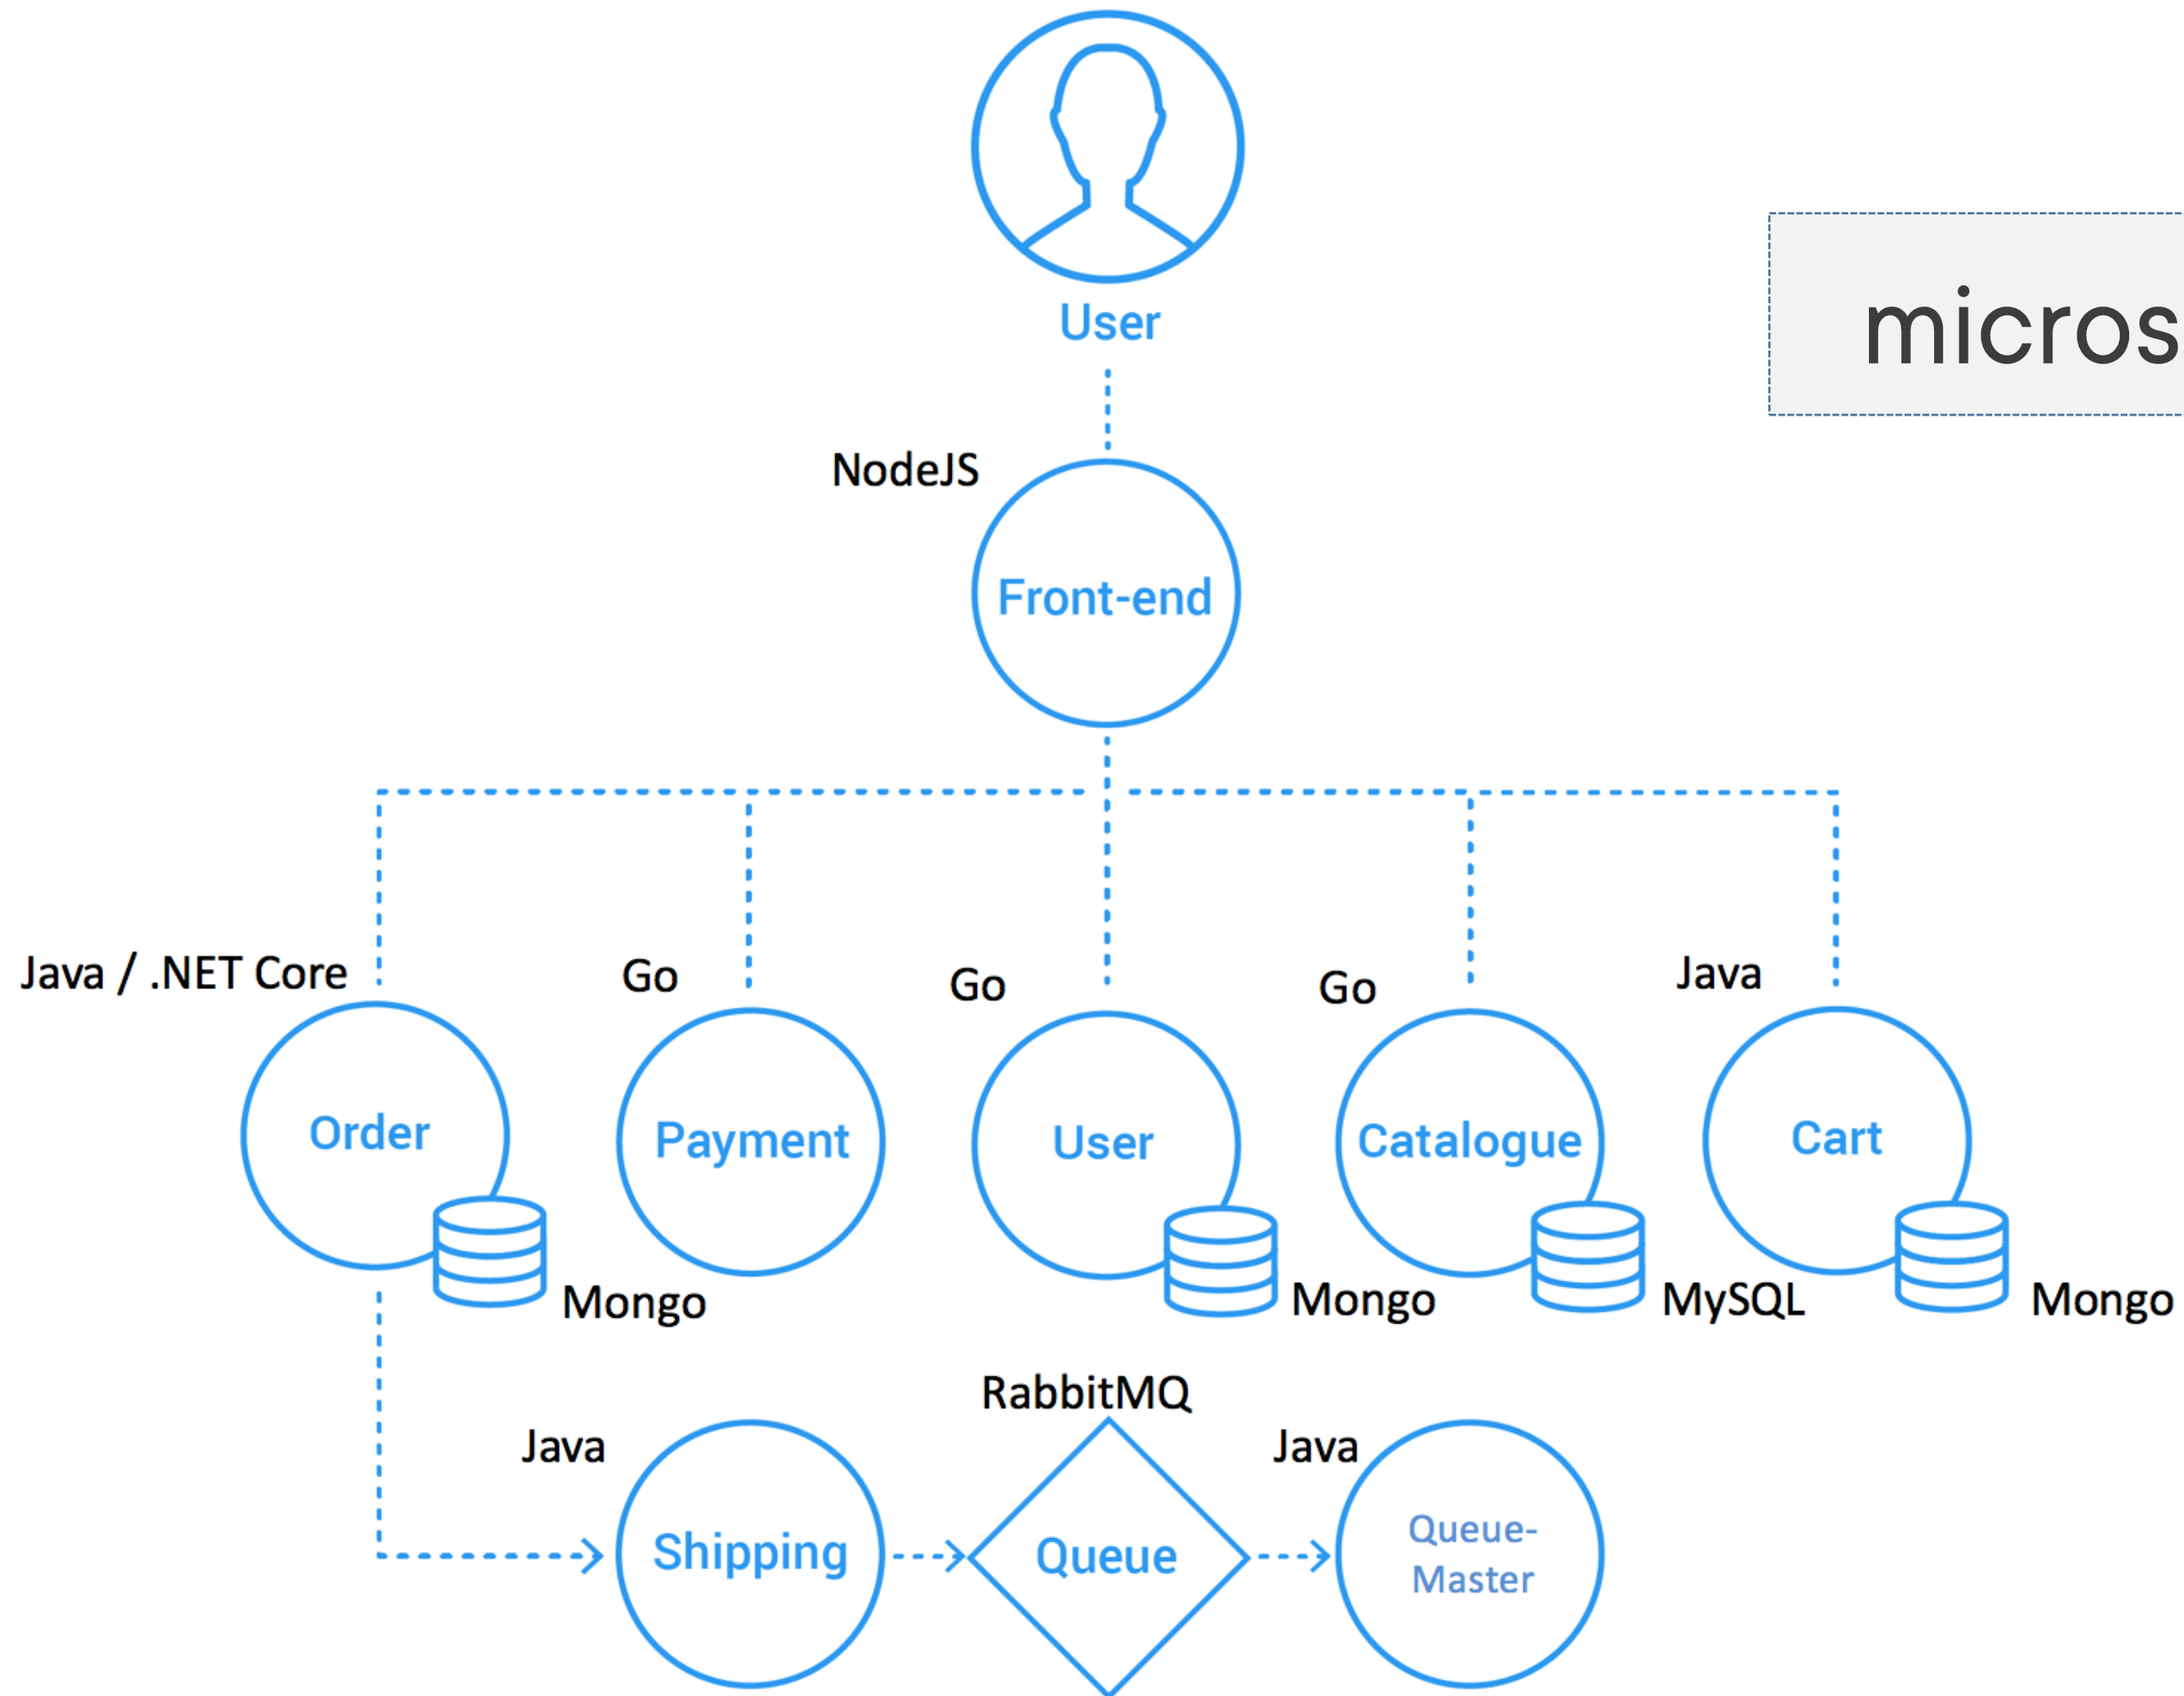 User
micros
NodeJS
Front-end
Java / .NET Core
Go
Go
Go
Java
Order
Payment
User
Catalogue
Cart
Mongo
Mongo
MySQL
Mongo
RabbitMQ
Java
Java
Shipping
Queue
Queue-
Master